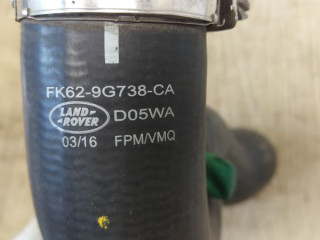 FK62-9G738-CA
LAND-ROVER D05WA
03/16 FPM/VMQ